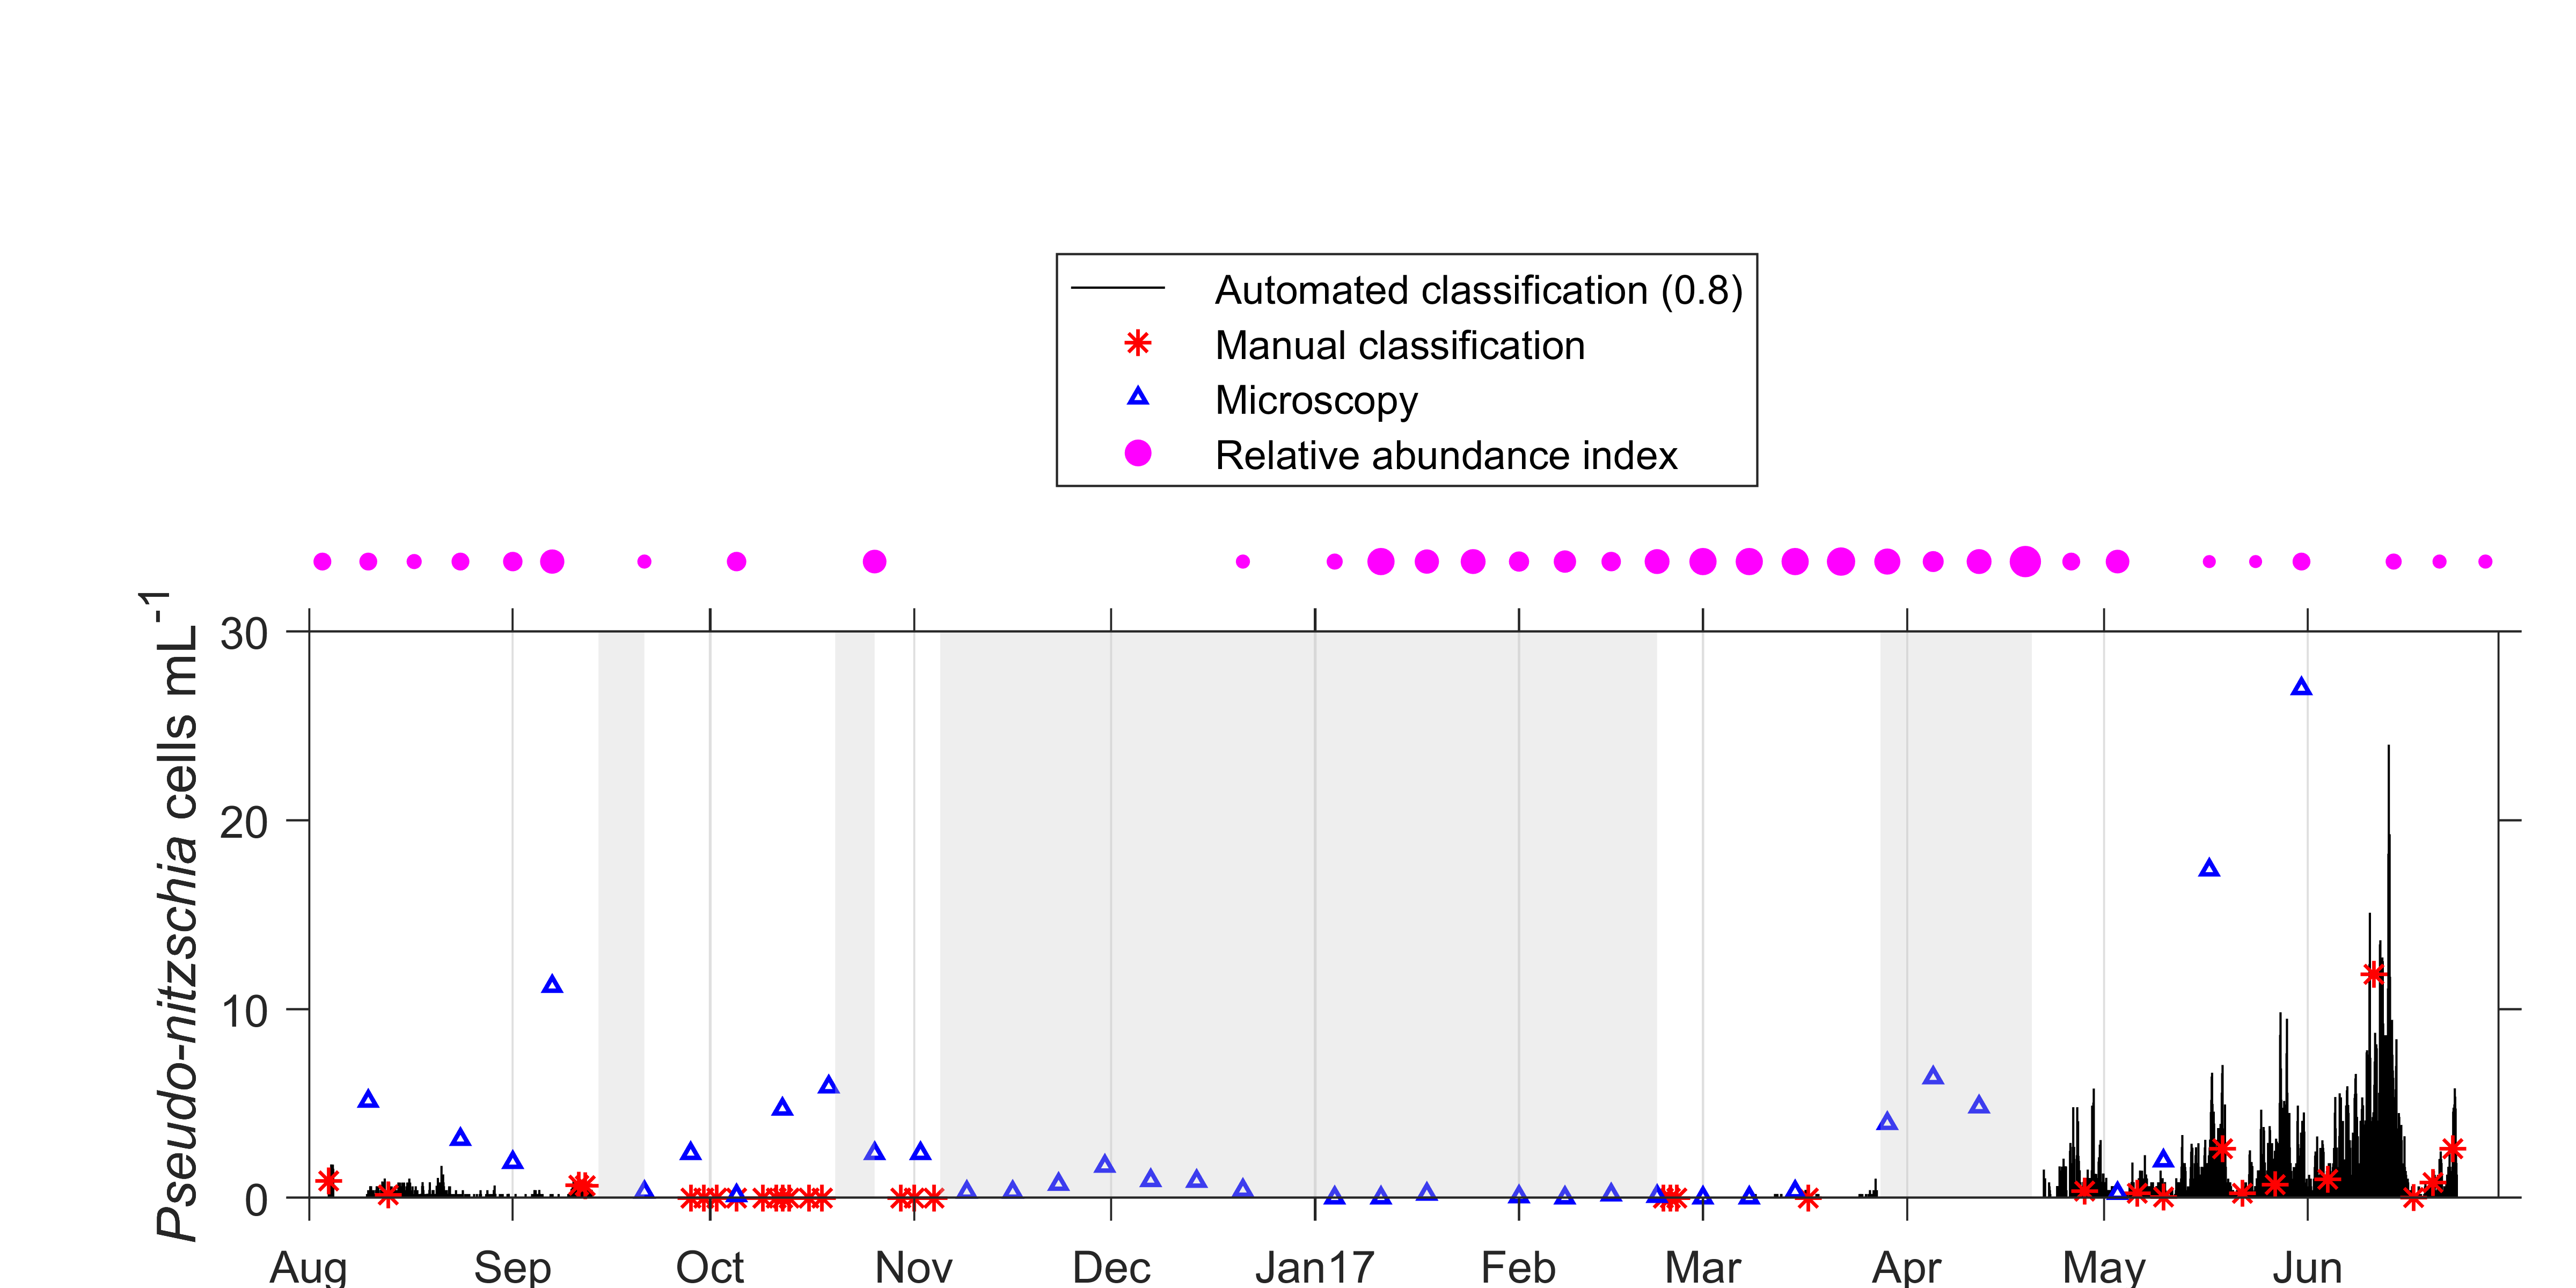 Automated classification (0.8)
Manual classification
Microscopy
Relative abundance index
Pseudo-nitzschia cells mL-1
30
20
10
0
Aug Sep Oct Nov Dec Jan17 Feb Mar Apr May Jun